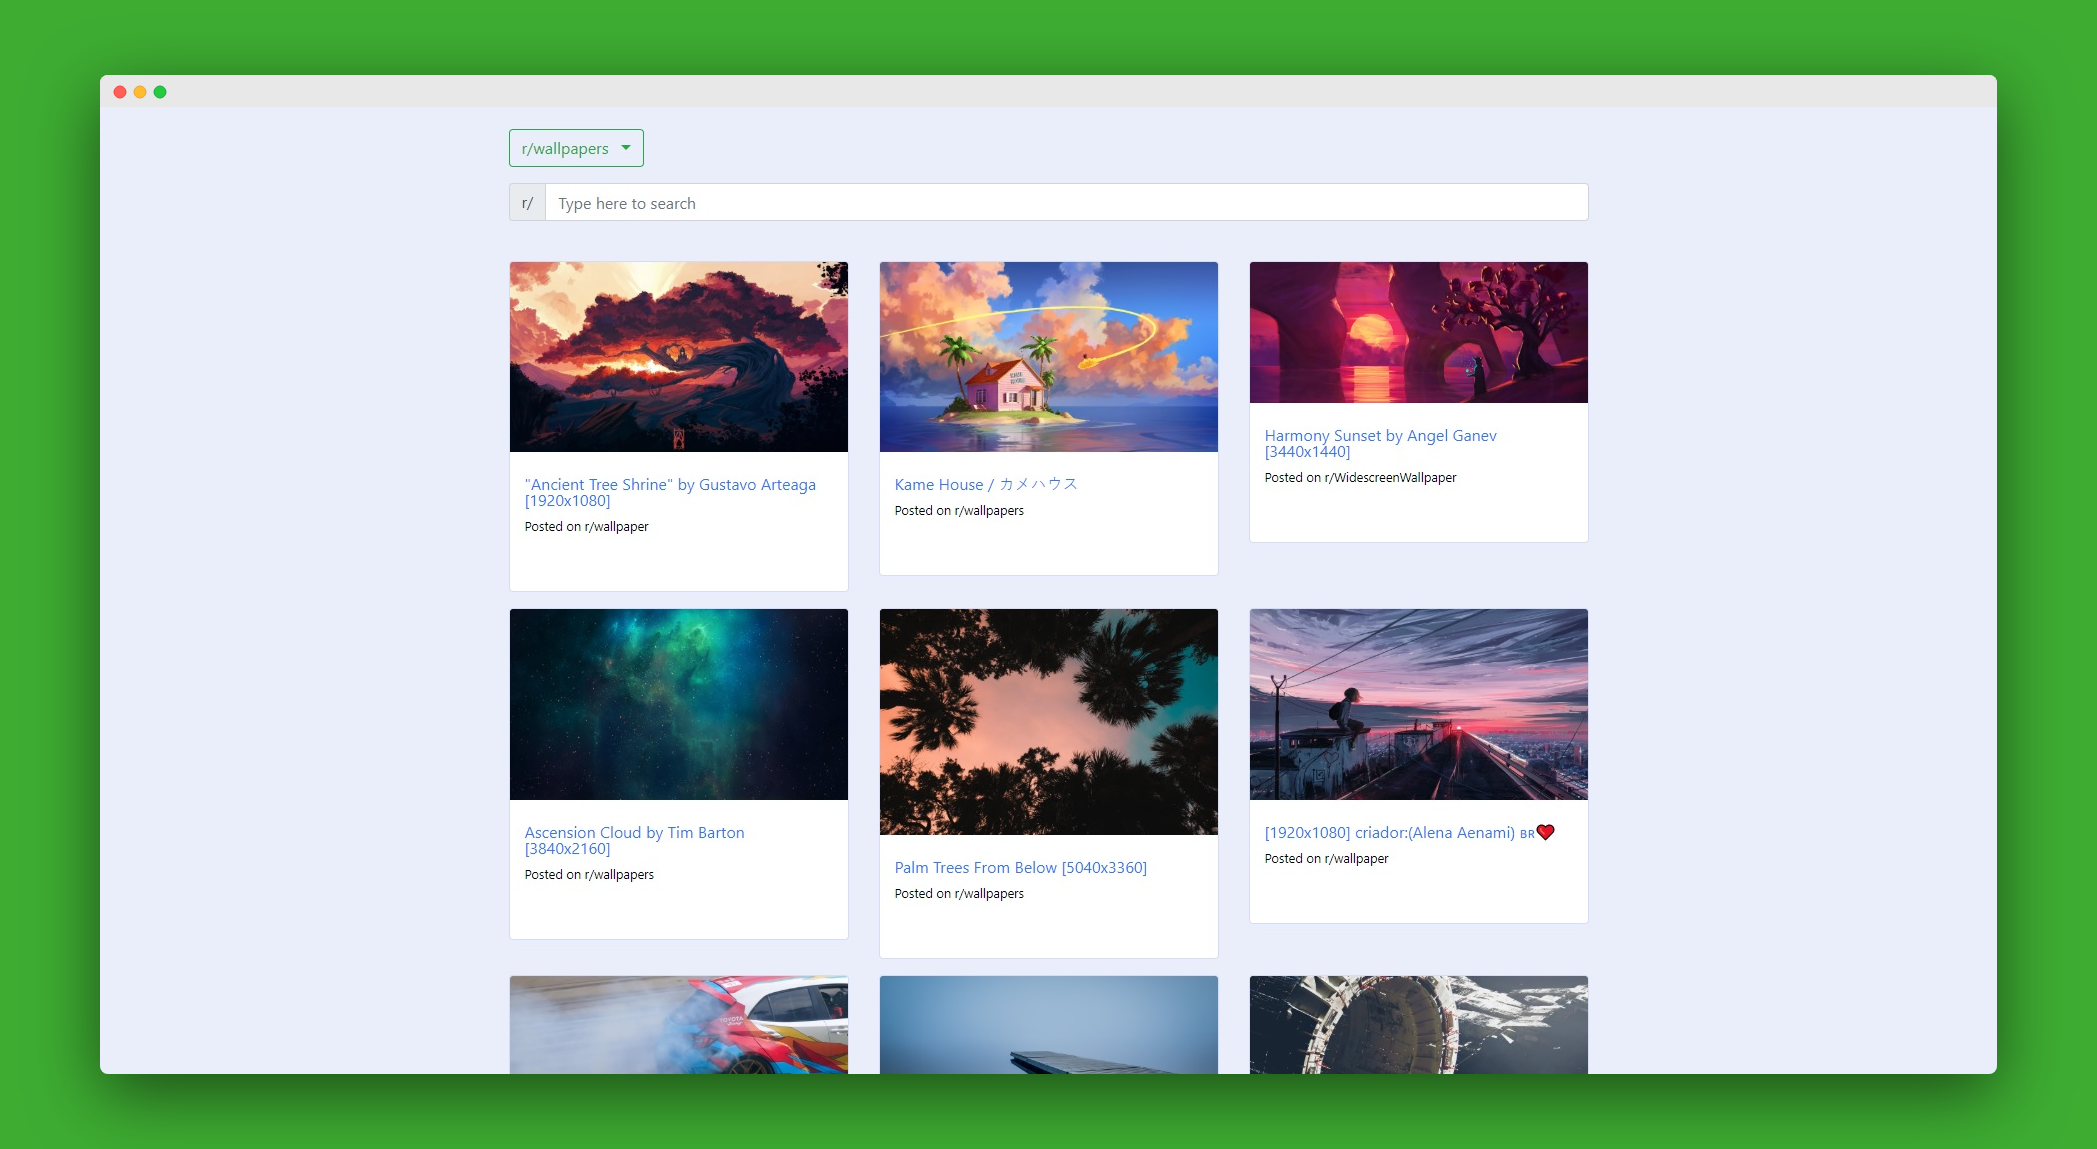 r/wallpapers
r/ Type here to search
"Ancient Tree Shrine" by Gustavo Arteaga
[1920x1080]
Posted on r/wallpaper
Kame House / カメハウス
Posted on r/wallpapers
Harmony Sunset by Angel Ganev
[3440x1440]
Posted on r/WidescreenWallpaper
Ascension Cloud by Tim Barton
[3840x2160]
Posted on r/wallpapers
Palm Trees From Below [5040x3360]
Posted on r/wallpapers
[1920x1080] criador:(Alena Aenami) ʙʀ❤️
Posted on r/wallpaper
TOYOTA